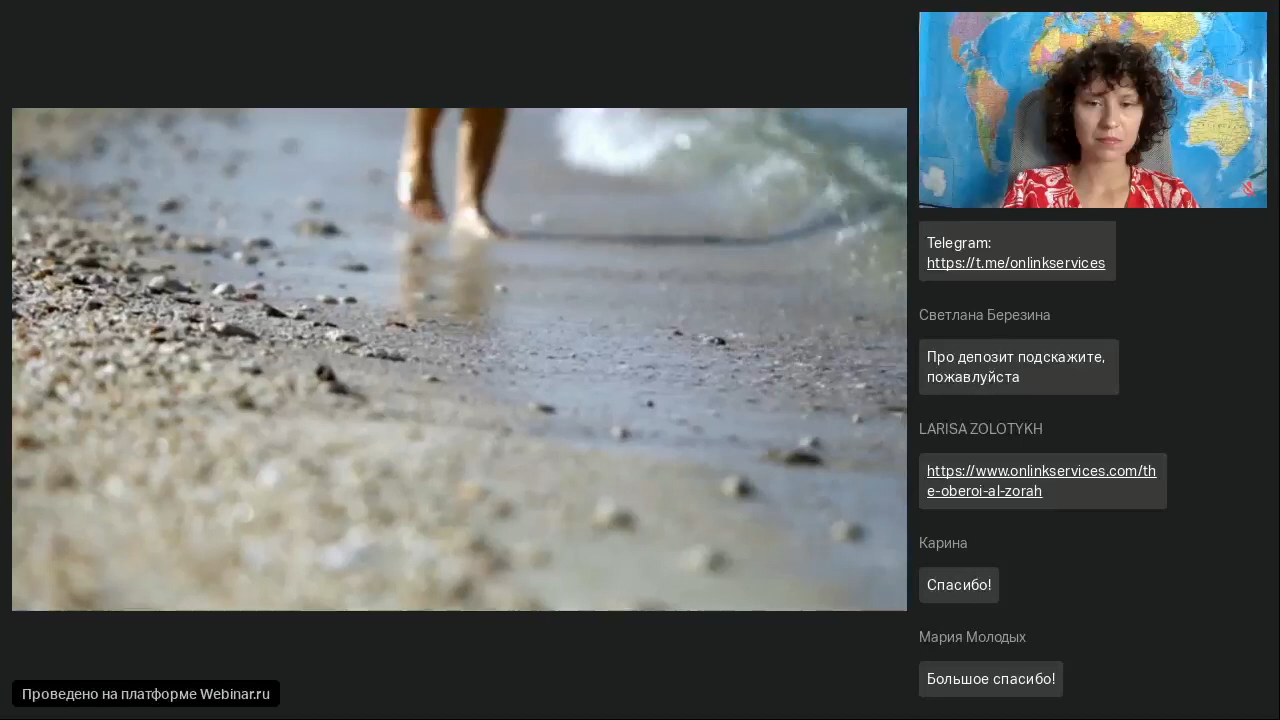 Telegram:
https://t.me/onlinkservices
Светлана Березина
Про депозит подскажите,
пожавлуйста
LARISA ZOLOTYKH
https://www.onlinkservices.com/th
e-oberoi-al-zorah
Карина
Спасибо!
Мария Молодых
Большое спасибо!
Проведено на платформе Webinar.ru